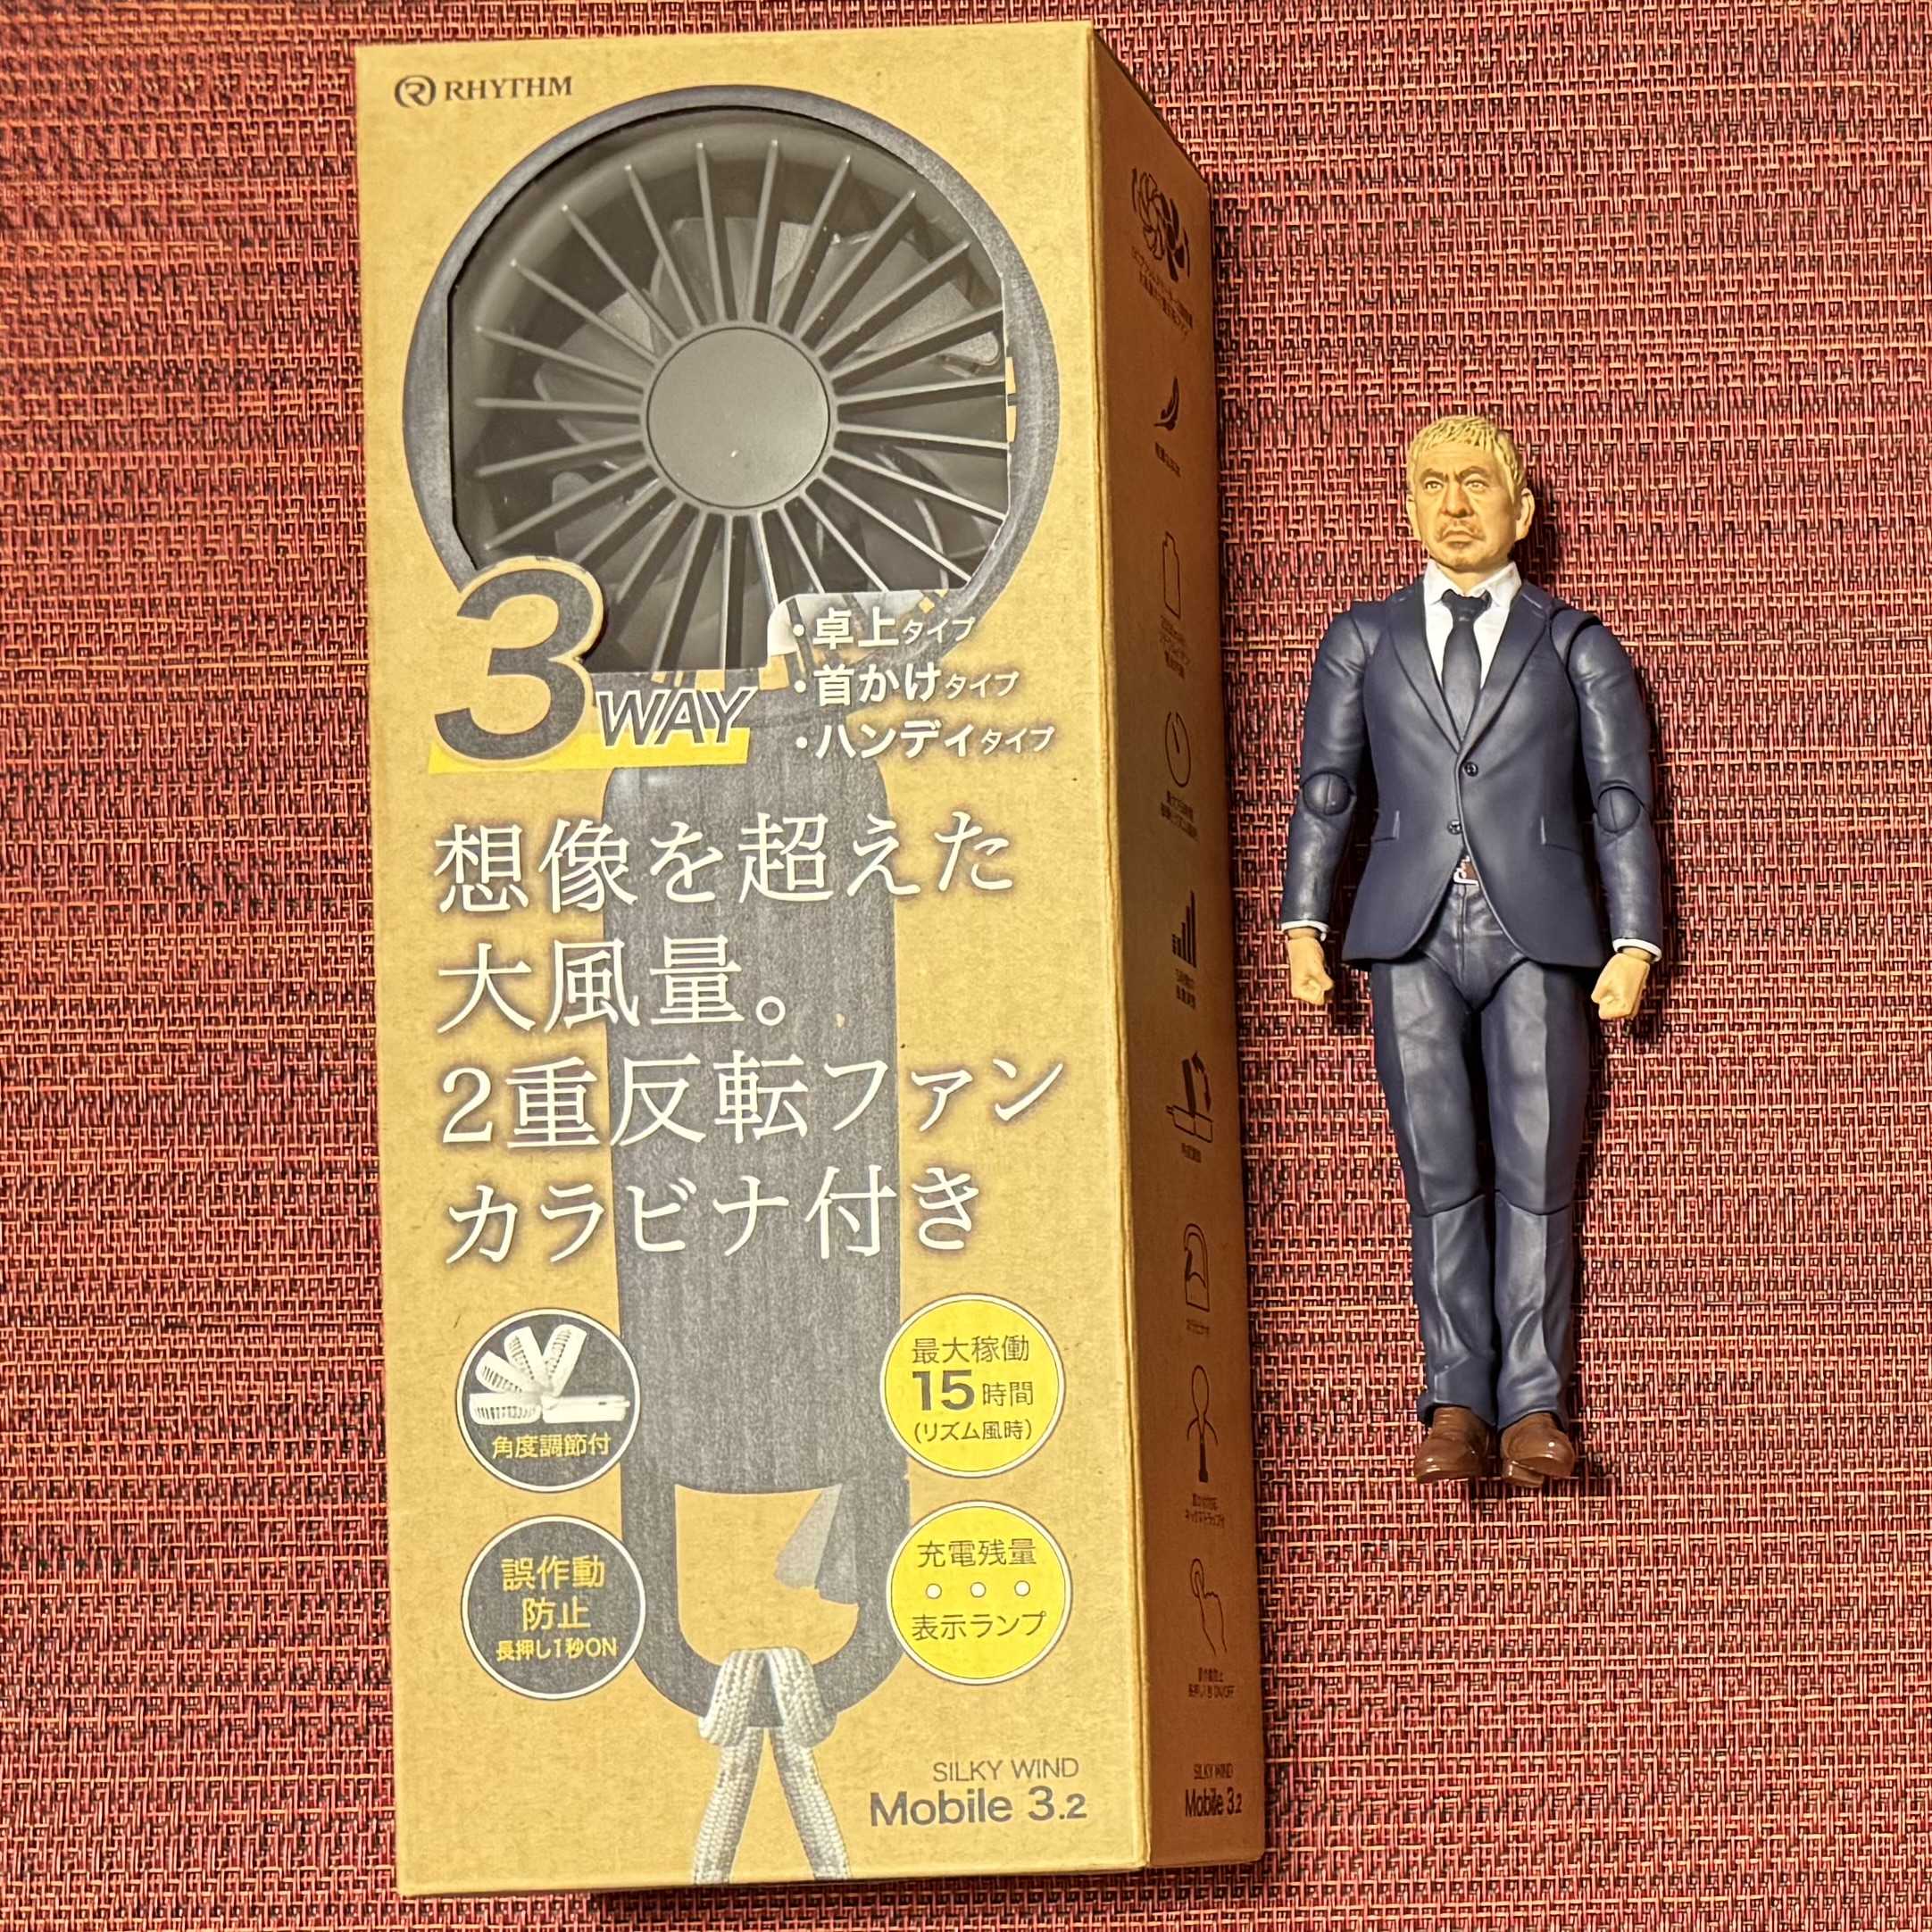 RHYTHM
3WAY
・卓上タイプ
・首かけタイプ
・ハンディタイプ
想像を超えた
大風量。
2重反転ファン
カラビナ付き
角度調節付
最大稼働
15時間
(リズム風時)
誤作動
防止
長押し1秒ON
充電残量
表示ランプ
SILKY WIND
Mobile 3.2
SILKY WIND
Mobile 3.2